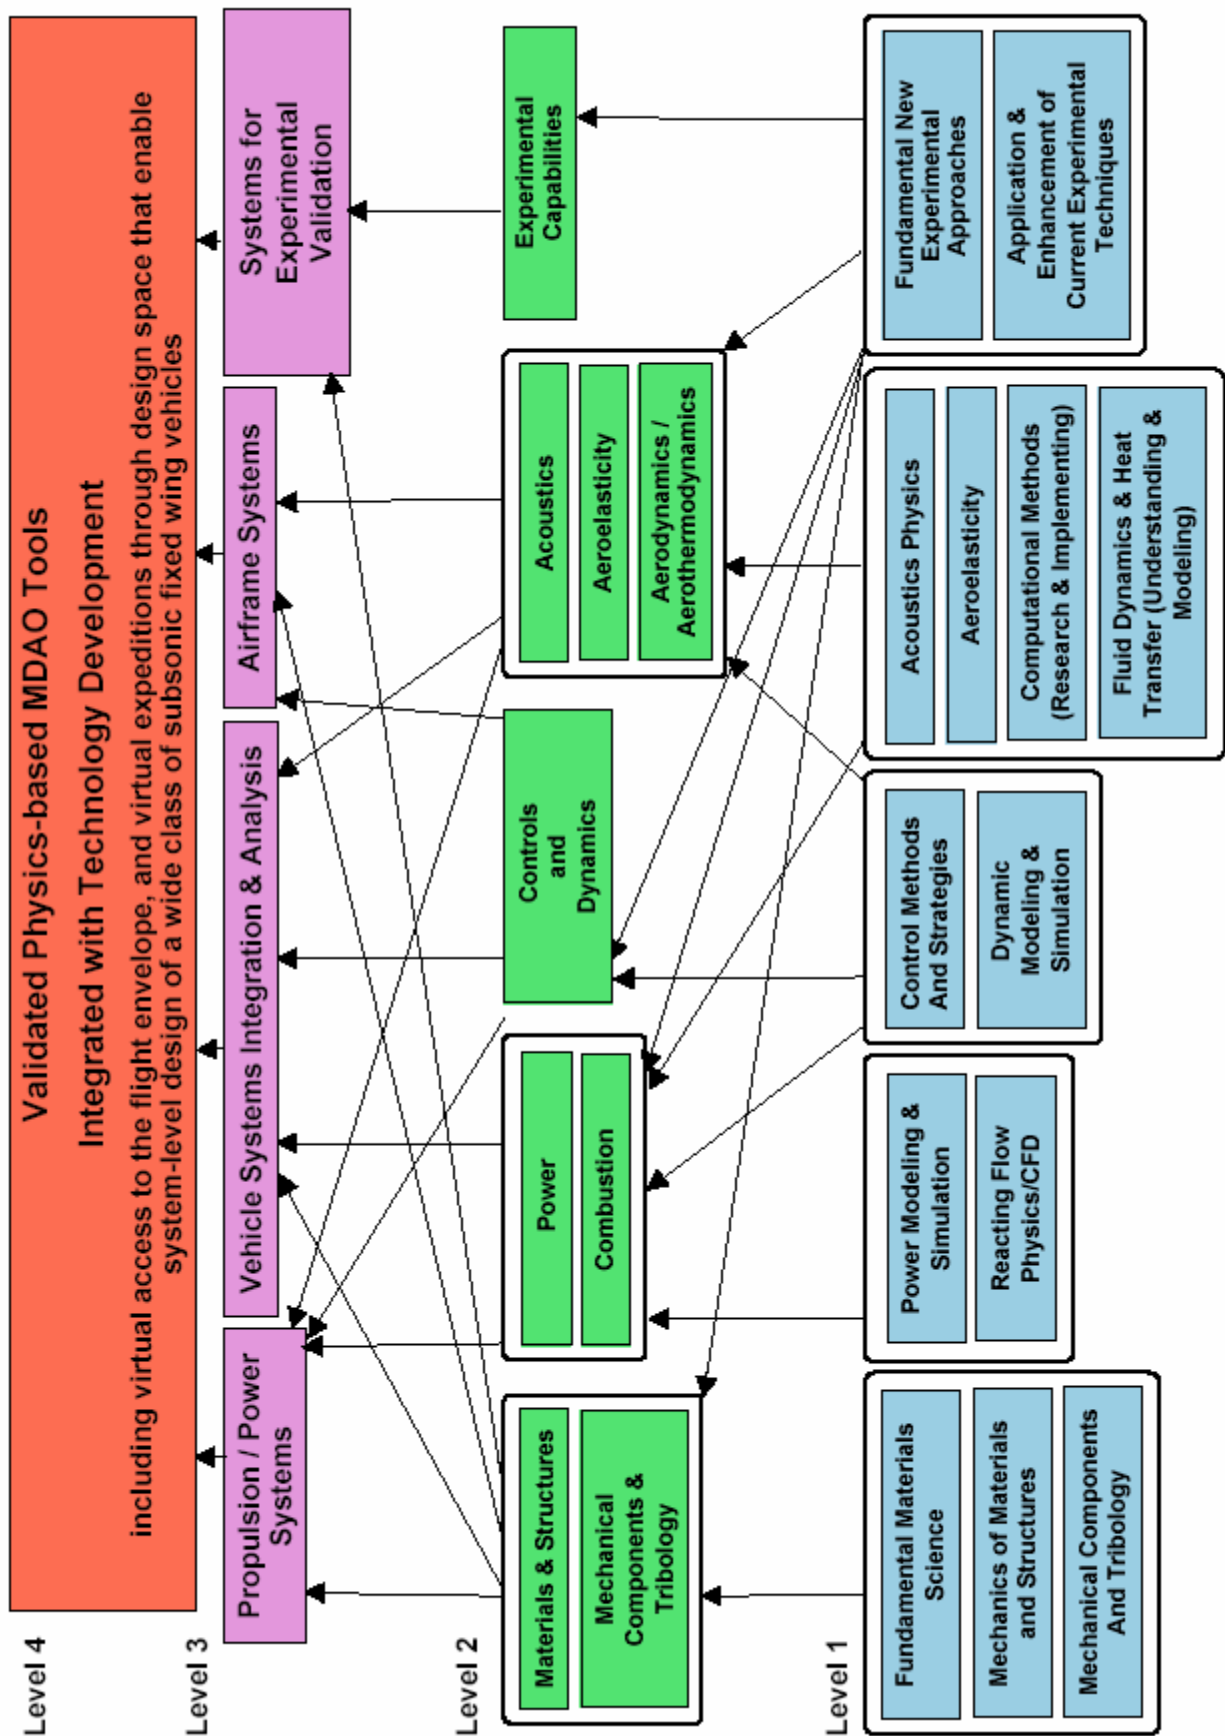 Level 4
Validated Physics-based MDAO Tools
Integrated with Technology Development
including virtual access to the flight envelope, and virtual expeditions through design space that enable
system-level design of a wide class of subsonic fixed wing vehicles
Level 3
Propulsion / Power
Systems
Vehicle Systems Integration & Analysis
Airframe Systems
Systems for
Experimental
Validation
Level 2
Materials & Structures
Mechanical
Components &
Tribology
Power
Combustion
Controls
and
Dynamics
Acoustics
Aeroelasticity
Aerodynamics /
Aerothermodynamics
Experimental
Capabilities
Level 1
Fundamental Materials
Science
Mechanics of Materials
and Structures
Mechanical Components
And Tribology
Power Modeling &
Simulation
Reacting Flow
Physics/CFD
Control Methods
And Strategies
Dynamic
Modeling &
Simulation
Acoustics Physics
Aeroelasticity
Computational Methods
(Research & Implementing)
Fluid Dynamics & Heat
Transfer (Understanding &
Modeling)
Fundamental New
Experimental
Approaches
Application &
Enhancement of
Current Experimental
Techniques